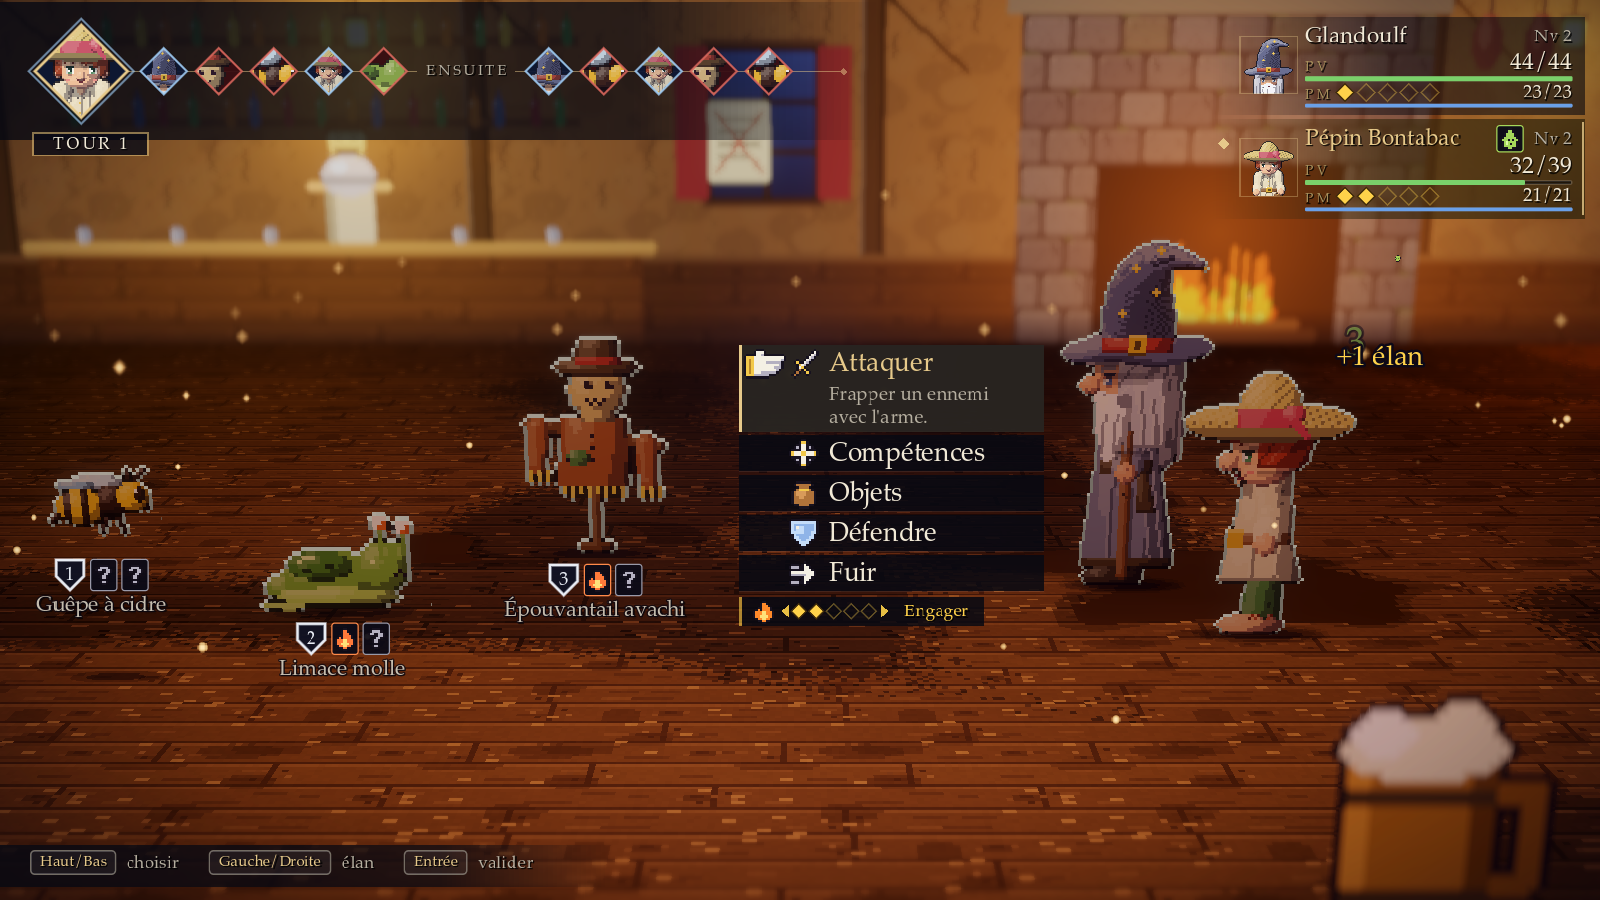 ENSUITE
TOUR 1
Glandoulf
Nv 2
PV 44/44
PM 23/23
Pépin Bontabac
Nv 2
PV 32/39
PM 21/21
3
+1 élan
Attaquer
Frapper un ennemi
avec l'arme.
Compétences
Objets
Défendre
Fuir
Engager
1 ? ?
Guêpe à cidre
2 ?
Limace molle
3 ?
Épouvantail avachi
Haut/Bas choisir Gauche/Droite élan Entrée valider